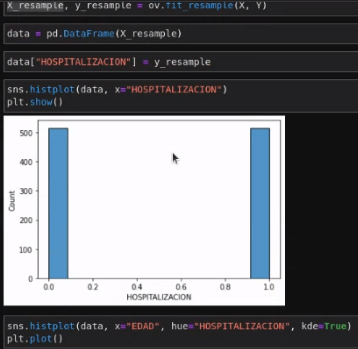 X_resample, y_resample = ov.fit_resample(X, Y)
data = pd.DataFrame(X_resample)
data["HOSPITALIZACION"] = y_resample
sns.histplot(data, x="HOSPITALIZACION")
plt.show()
500
400
300
200
100
0
Count
0.0 0.2 0.4 0.6 0.8 1.0
HOSPITALIZACION
sns.histplot(data, x="EDAD", hue="HOSPITALIZACION", kde=True)
plt.plot()